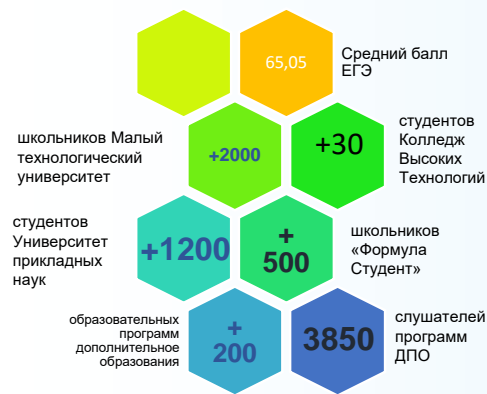 65,05
Средний балл
ЕГЭ
школьников Малый
технологический
университет
+2000
+30
студентов
Колледж
Высоких
Технологий
студентов
Университет
прикладных
наук
+1200
+
500
школьников
«Формула
Студент»
образовательных
программ
дополнительное
образования
+
200
3850
слушателей
программ
ДПО